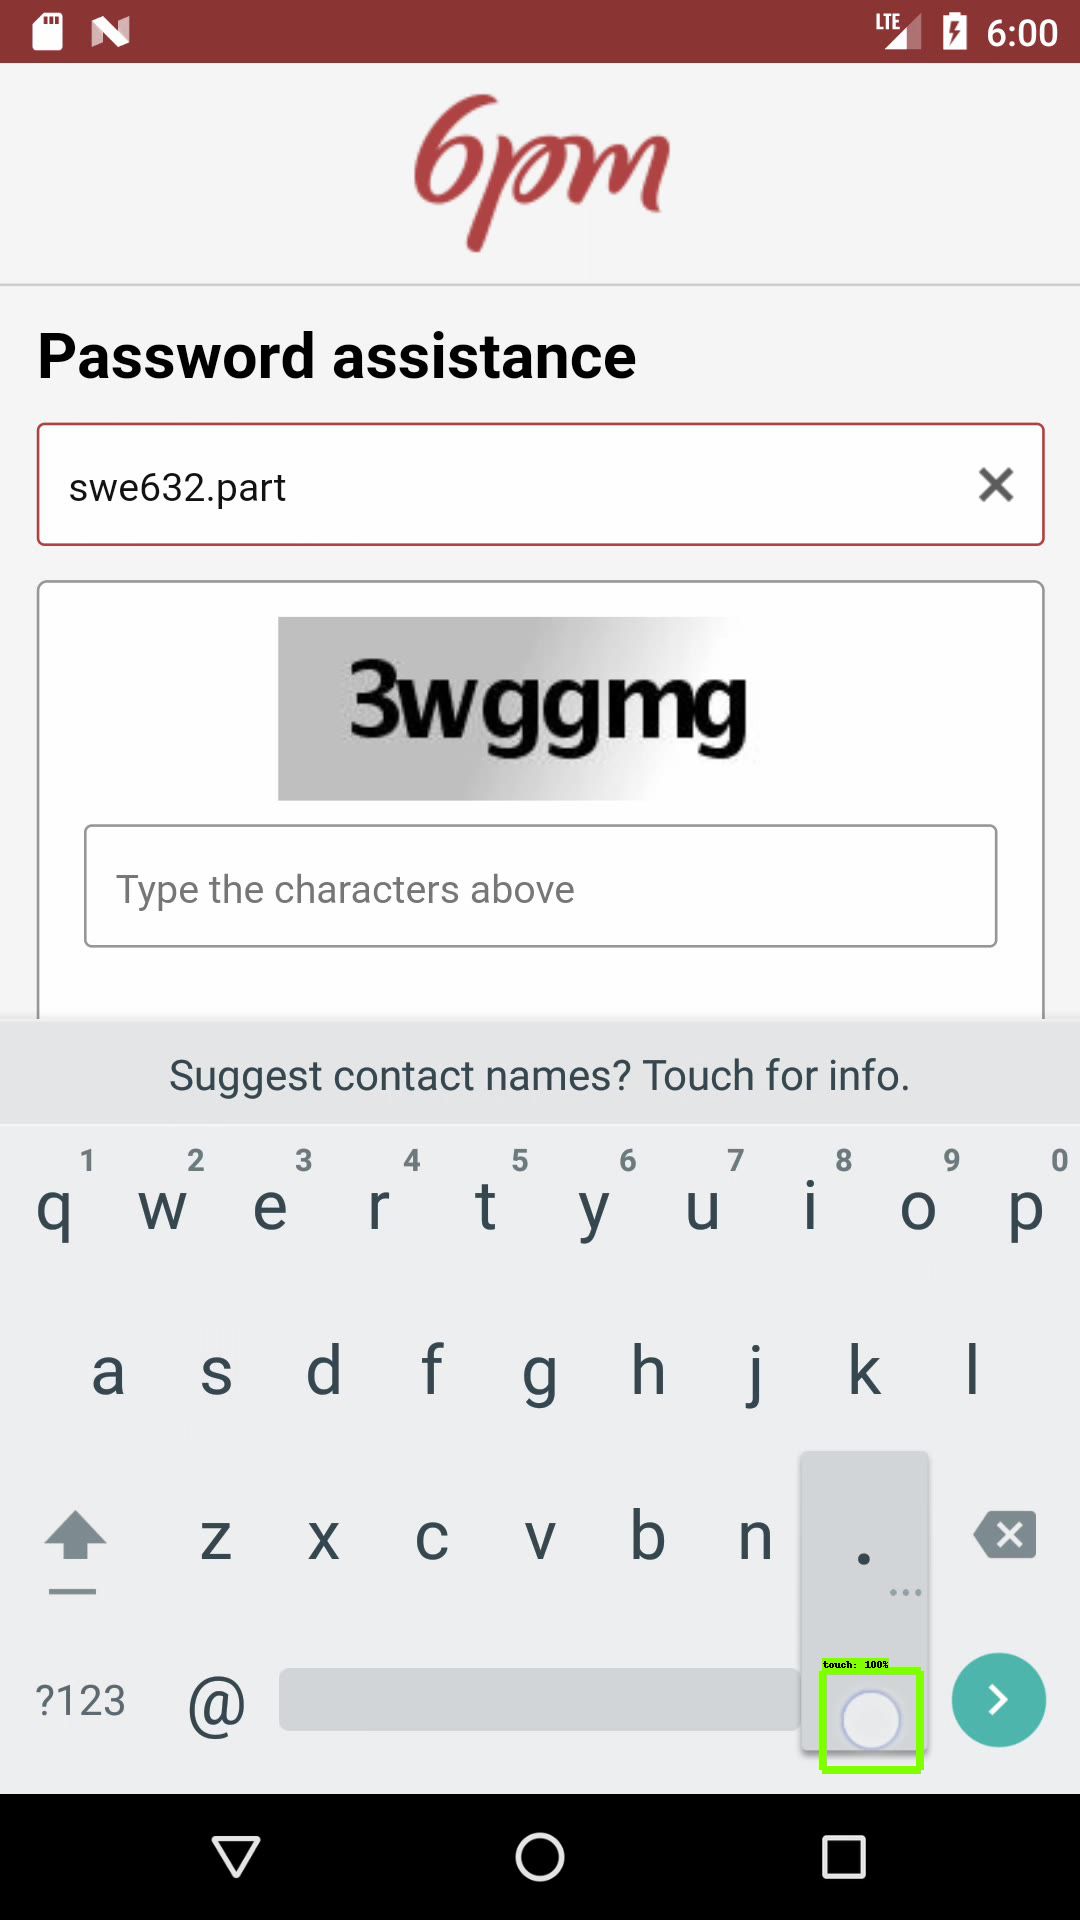 LTE 6:00
6pm
Password assistance
swe632.part
3wggmg
Type the characters above
Suggest contact names? Touch for info.
1 2 3 4 5 6 7 8 9 0
q w e r t y u i o p
a s d f g h j k l
z x c v b n .
...
touch: 100%
?123 @